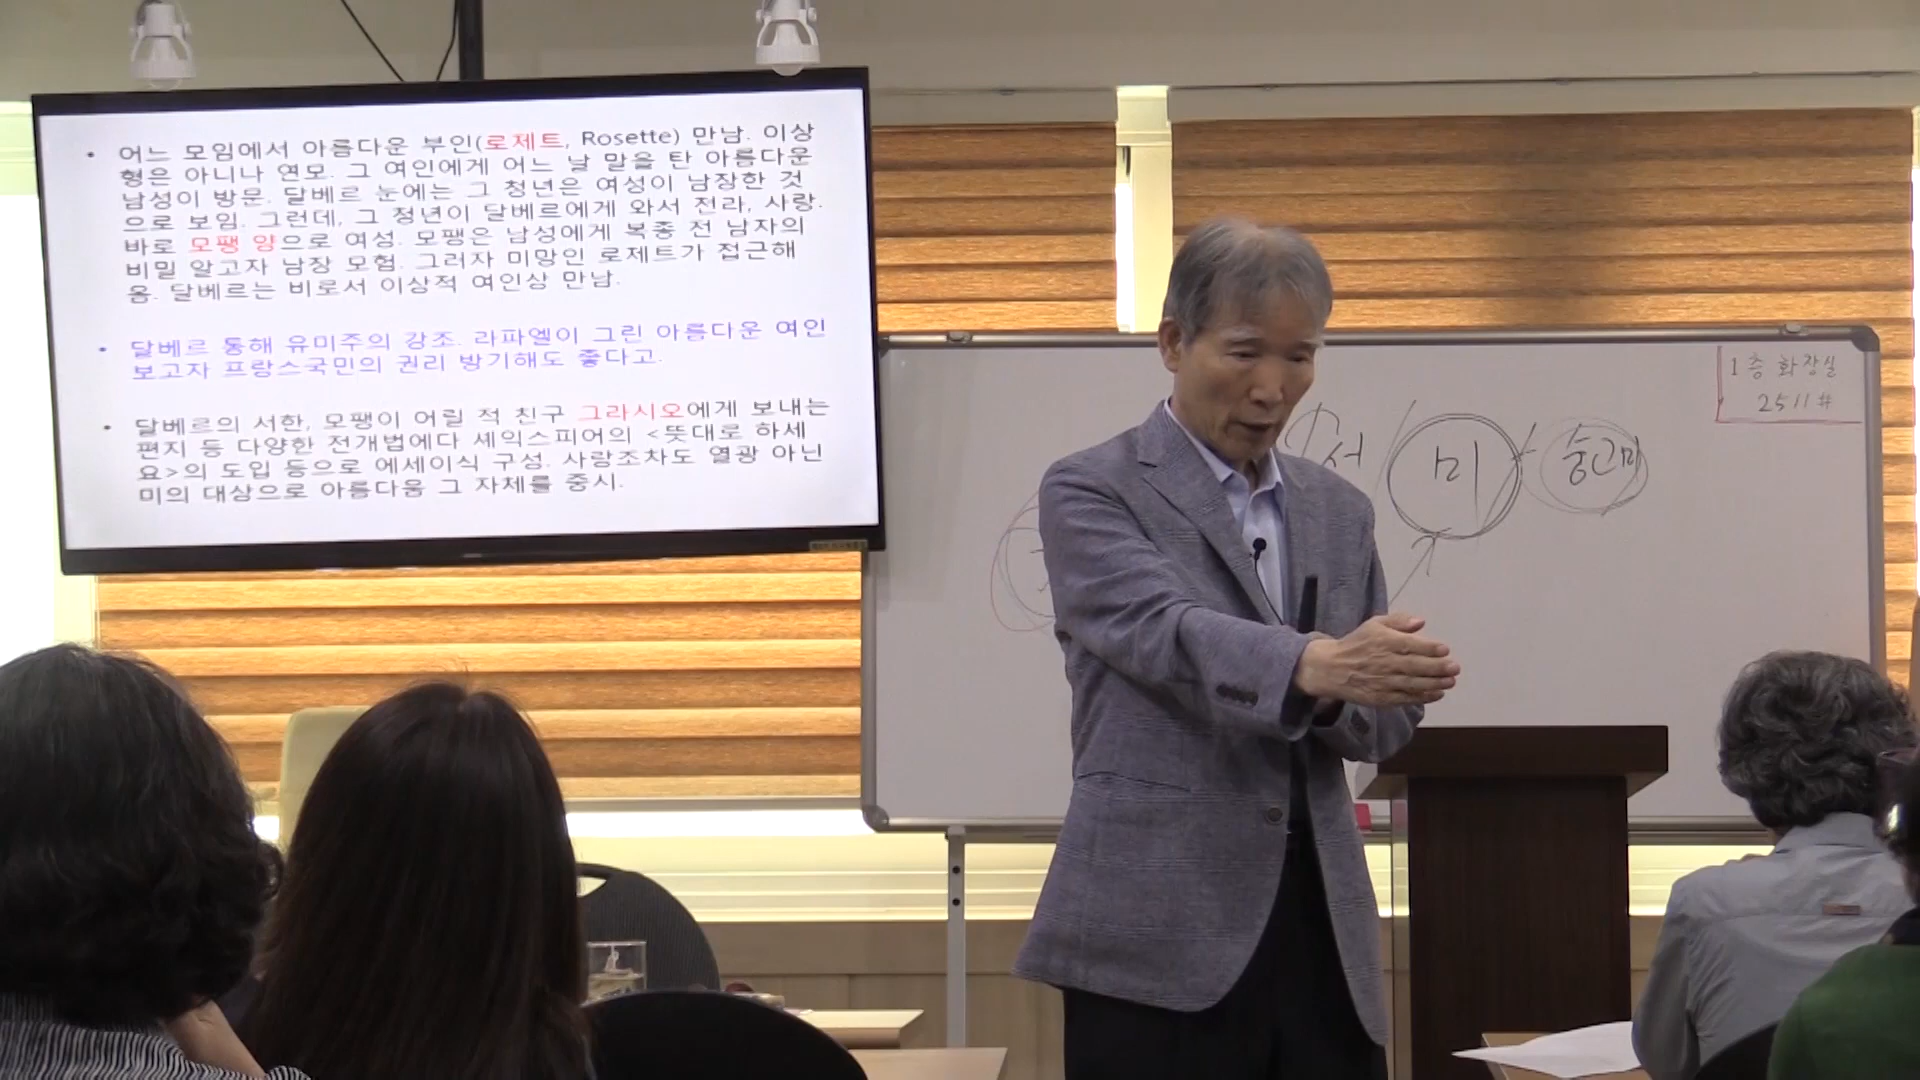 • 어느 모임에서 아름다운 부인(로제트, Rosette) 만남. 이상
형은 아니나 연모. 그 여인에게 어느 날 말을 탄 아름다운
남성이 방문. 달베르 눈에는 그 청년은 여성이 남장한 것
으로 보임. 그런데, 그 청년이 달베르에게 와서 전라, 사랑.
바로 모팽 양으로 여성. 모팽은 남성에게 복종 전 남자의
비밀 알고자 남장 모험. 그러자 미망인 로제트가 접근해
옴. 달베르는 비로서 이상적 여인상 만남.
• 달베르 통해 유미주의 강조. 라파엘이 그린 아름다운 여인
보고자 프랑스국민의 권리 방기해도 좋다고.
• 달베르의 서한, 모팽이 어릴 적 친구 그라시오에게 보내는
편지 등 다양한 전개법에다 셰익스피어의 <뜻대로 하세
요>의 도입 등으로 에세이식 구성. 사랑조차도 열광 아닌
미의 대상으로 아름다움 그 자체를 중시.
1층 화장실
2511#
서 미 숭고미